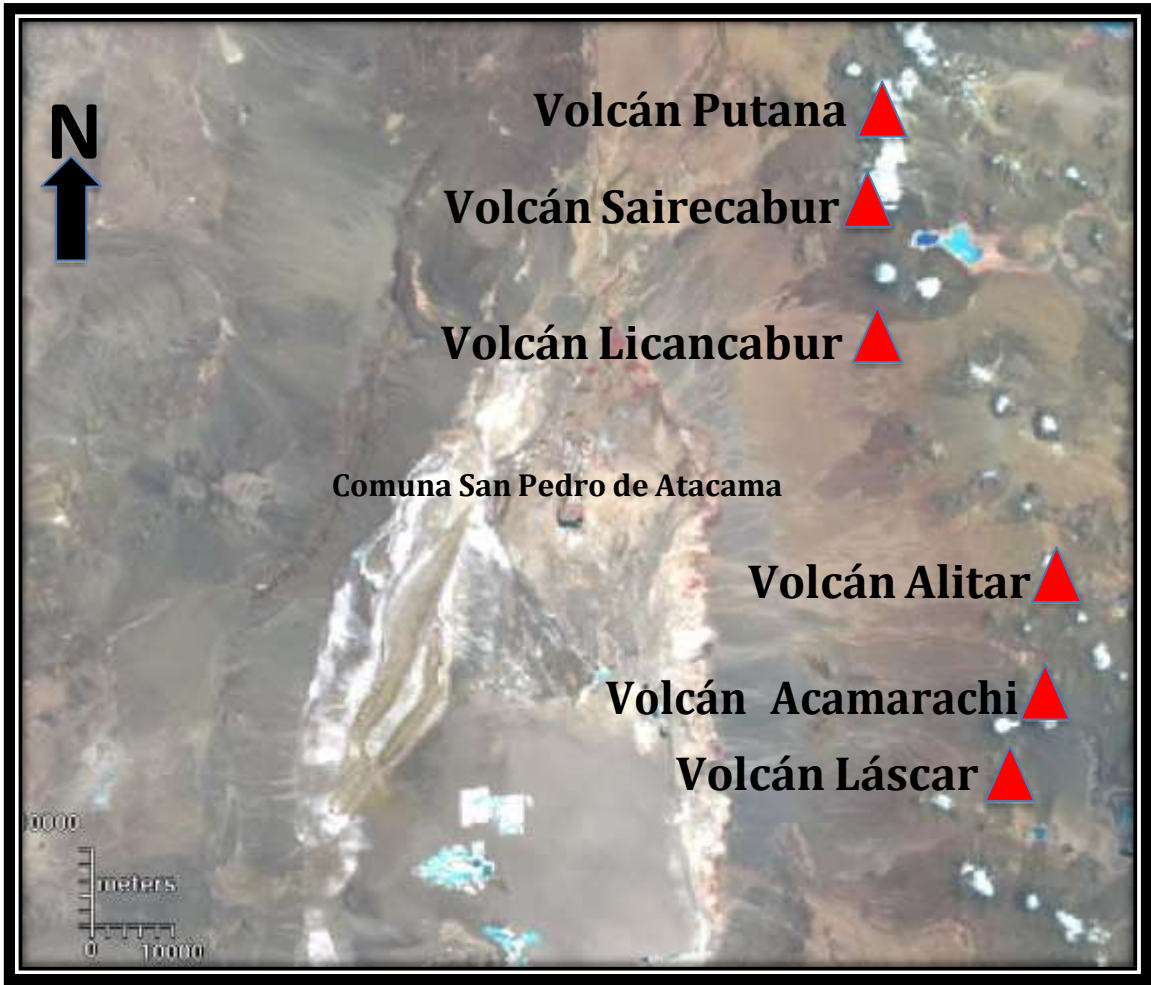 N
Volcán Putana
Volcán Sairecabur
Volcán Licancabur
Comuna San Pedro de Atacama
Volcán Alitar
Volcán Acamarachi
Volcán Láscar
meters
0 10000